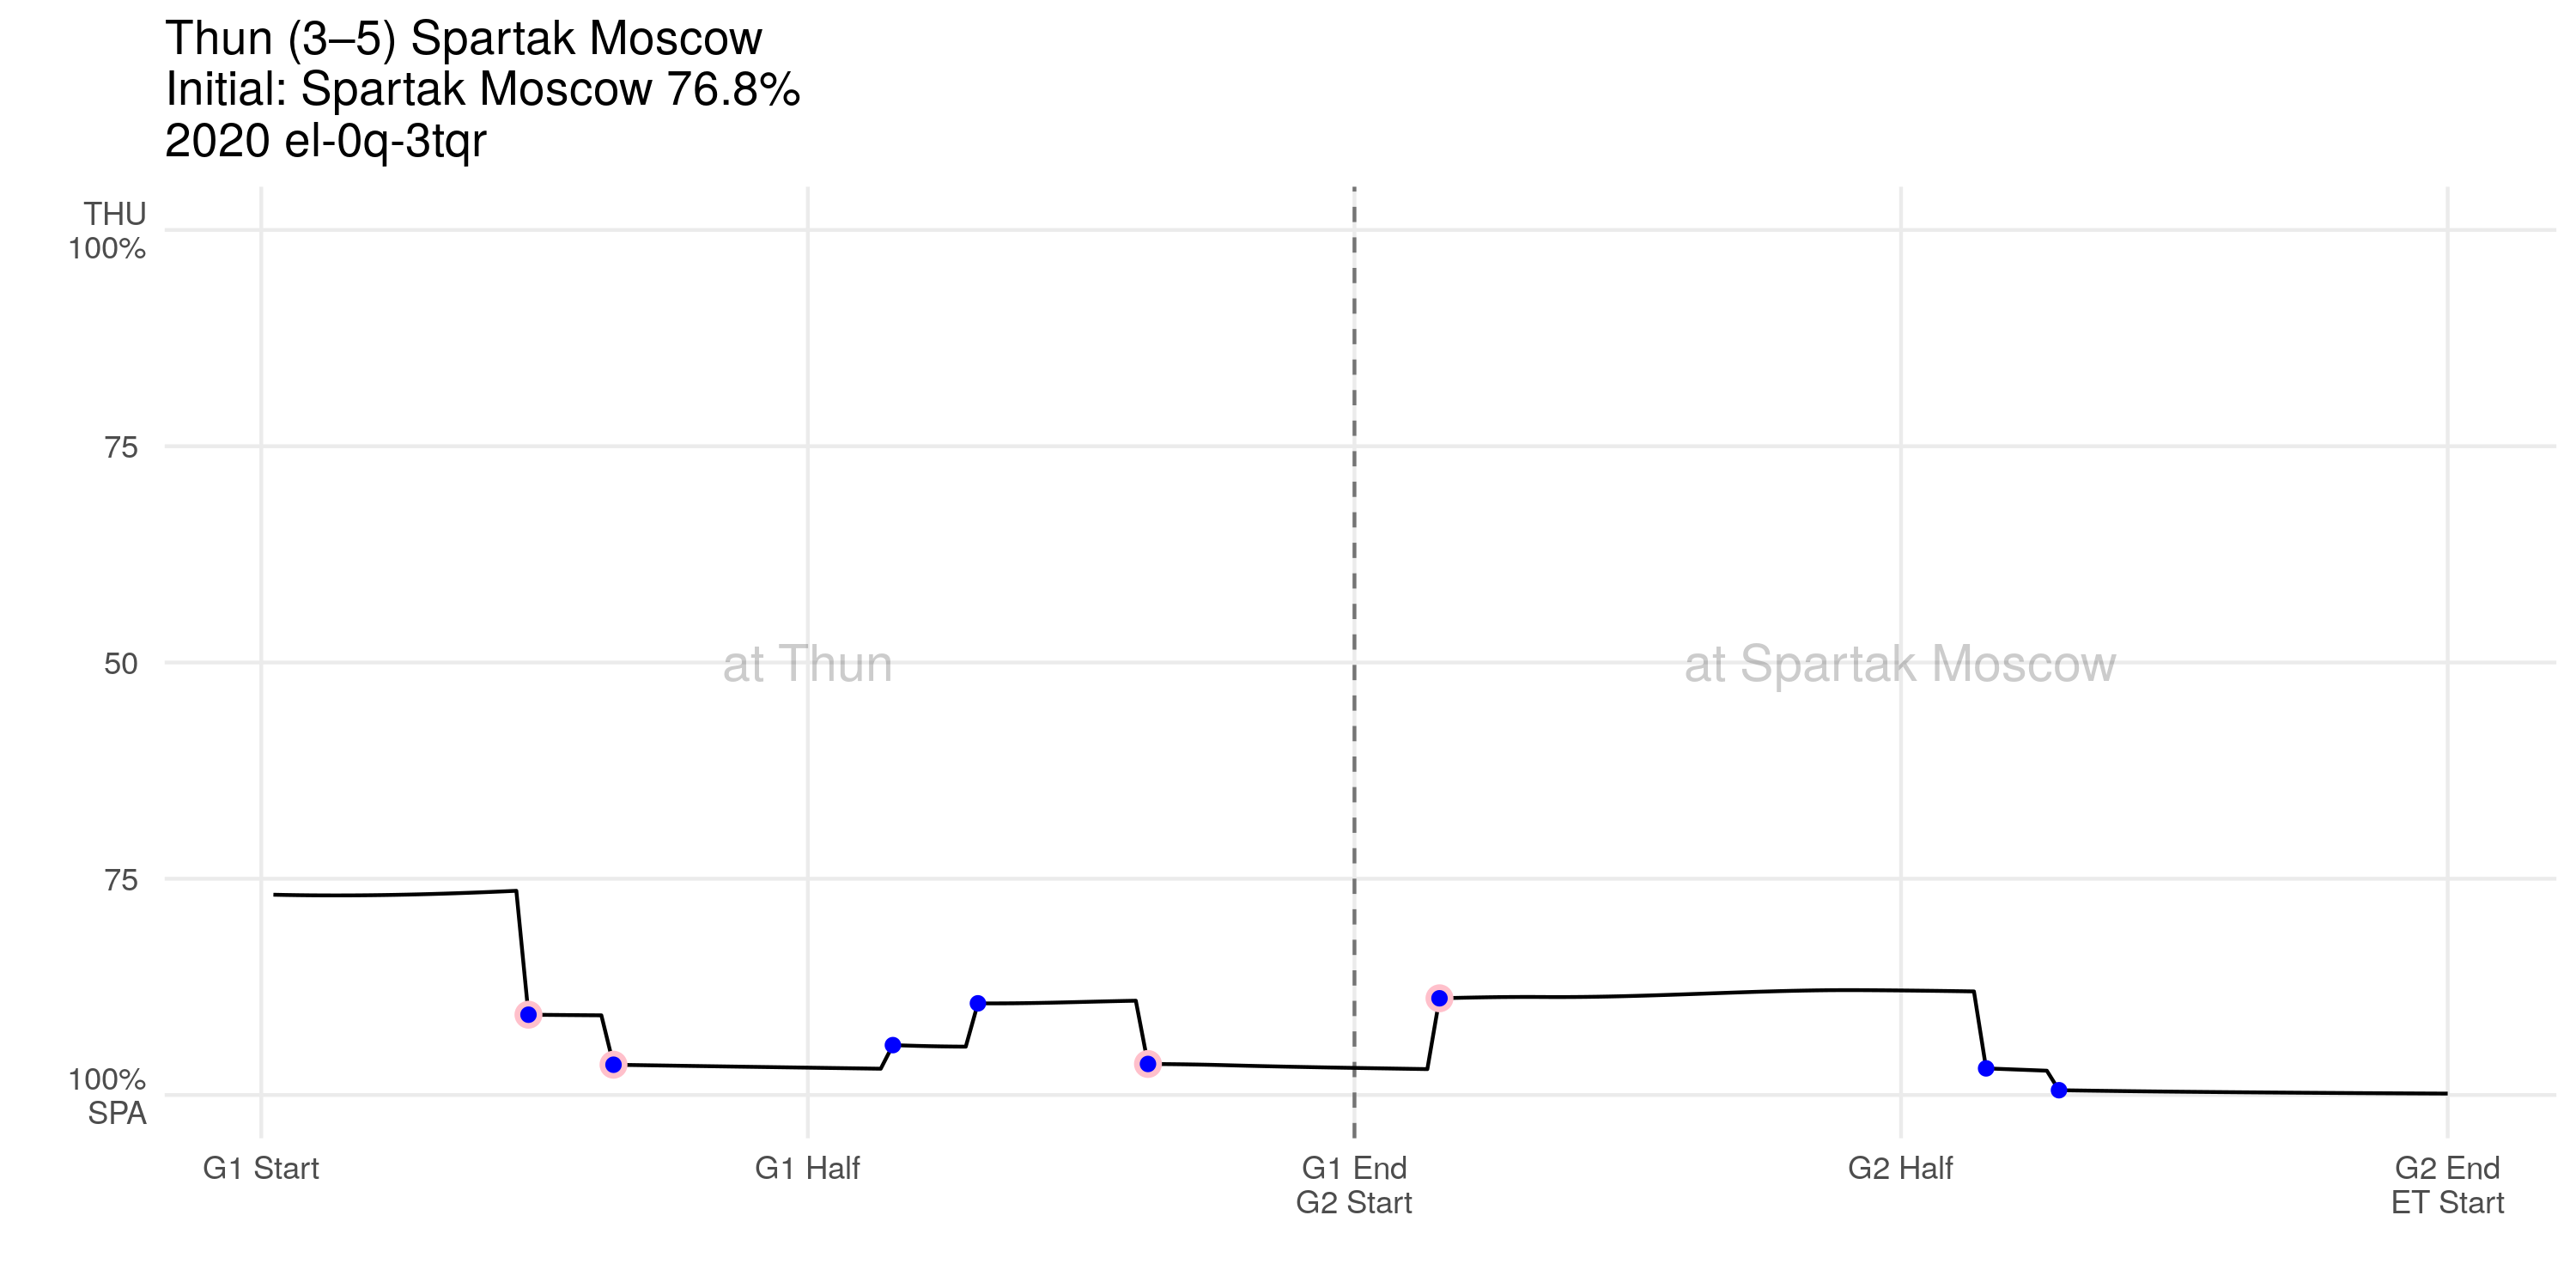 Thun (3–5) Spartak Moscow
Initial: Spartak Moscow 76.8%
2020 el-0q-3tqr
THU
100%
75
50
75
100%
SPA
at Thun
at Spartak Moscow
G1 Start
G1 Half
G1 End
G2 Start
G2 Half
G2 End
ET Start